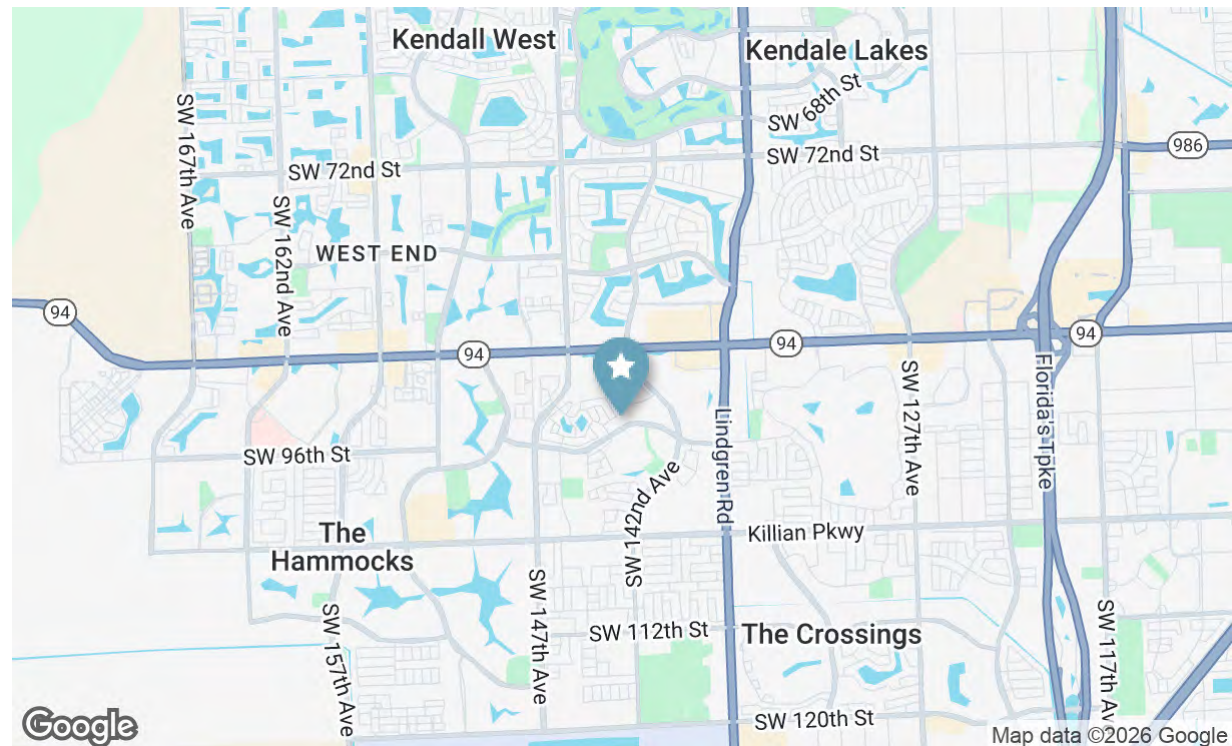 Kendall West
Kendale Lakes
SW 68th St
SW 167th Ave
986
SW 72nd St
SW 72nd St
SW 162nd Ave
WEST END
94
94
94
94
Florida's Tpke
SW 127th Ave
Lindgren Rd
SW 96th St
SW 142nd Ave
Killian Pkwy
The
Hammocks
SW 147th Ave
SW 157th Ave
SW 112th St
The Crossings
SW 117th Ave
SW 120th St
Google
Map data ©2026 Google